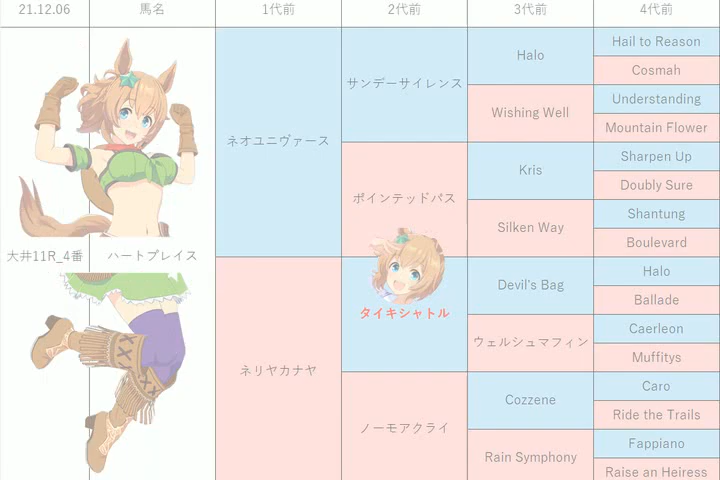 21.12.06 馬名 1代前 2代前 3代前 4代前
大井11R_4番 ハートプレイス
ネオユニヴァース
ネリヤカナヤ
サンデーサイレンス
ポインテッドパス
タイキシャトル
ノーモアクライ
Halo
Wishing Well
Kris
Silken Way
Devil's Bag
ウェルシュマフィン
Cozzene
Rain Symphony
Hail to Reason
Cosmah
Understanding
Mountain Flower
Sharpen Up
Doubly Sure
Shantung
Boulevard
Halo
Ballade
Caerleon
Muffitys
Caro
Ride the Trails
Fappiano
Raise an Heiress